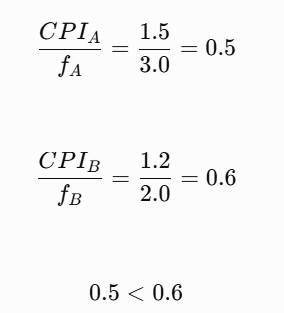 CPI_A / f_A = 1.5 / 3.0 = 0.5
CPI_B / f_B = 1.2 / 2.0 = 0.6
0.5 < 0.6